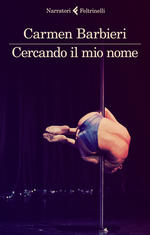 Narratori Feltrinelli
Carmen Barbieri
Cercando il mio nome